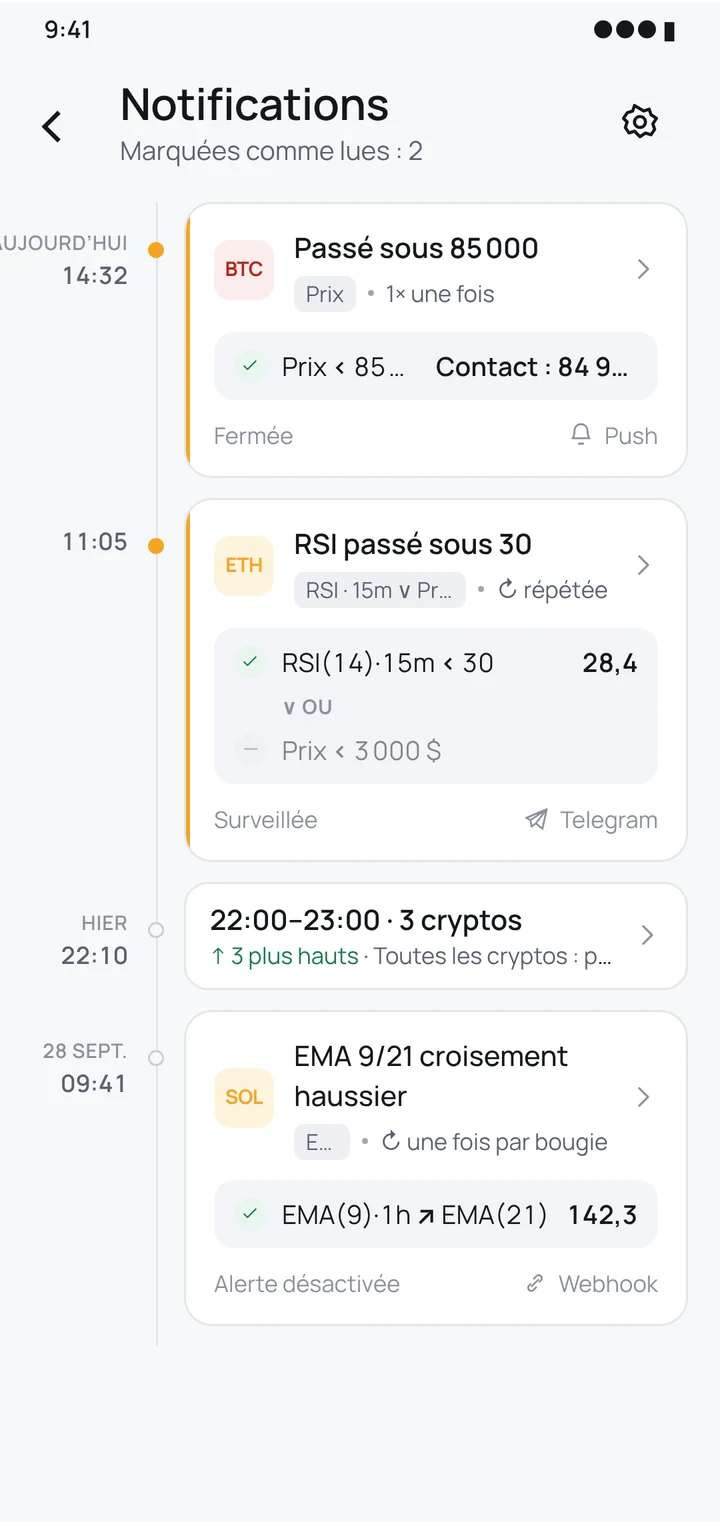 9:41
Notifications
Marquées comme lues : 2
AUJOURD'HUI
14:32
BTC
Passé sous 85 000
Prix • 1× une fois
Prix < 85 … Contact : 84 9…
Fermée Push
11:05
ETH
RSI passé sous 30
RSI · 15m ∨ Pr… • ↻ répétée
RSI(14)·15m < 30 28,4
∨ OU
Prix < 3 000 $
Surveillée Telegram
HIER
22:10
22:00–23:00 · 3 cryptos
↑ 3 plus hauts · Toutes les cryptos : p…
28 SEPT.
09:41
SOL
EMA 9/21 croisement
haussier
E… • ↻ une fois par bougie
EMA(9)·1h ↗ EMA(21) 142,3
Alerte désactivée Webhook